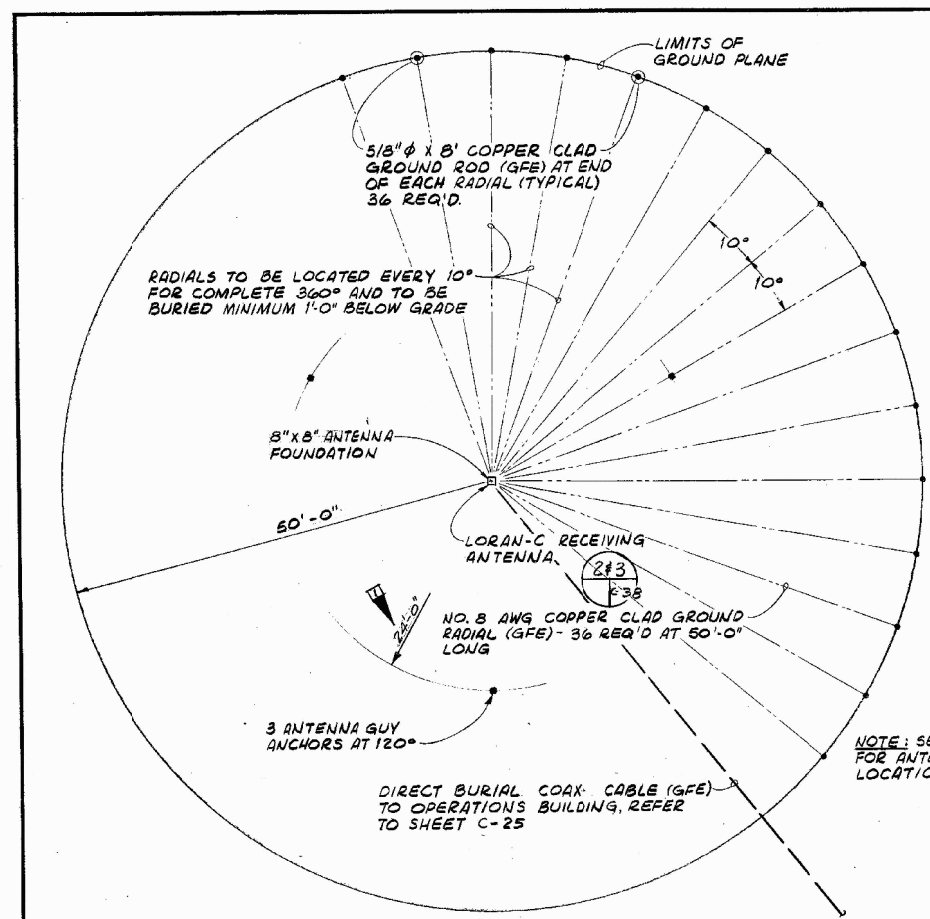 LIMITS OF
GROUND PLANE
5/8" φ X 8' COPPER CLAD
GROUND ROD (GFE) AT END
OF EACH RADIAL (TYPICAL)
36 REQ'D.
10°
10°
RADIALS TO BE LOCATED EVERY 10°
FOR COMPLETE 360° AND TO BE
BURIED MINIMUM 1'-0" BELOW GRADE
8" X 8" ANTENNA
FOUNDATION
50'-0"
LORAN-C RECEIVING
ANTENNA
2#3
C-38
1
24'-0"
NO. 8 AWG COPPER CLAD GROUND
RADIAL (GFE) - 36 REQ'D AT 50'-0"
LONG
3 ANTENNA GUY
ANCHORS AT 120°
NOTE: SE
FOR ANTE
LOCATIO
DIRECT BURIAL COAX CABLE (GFE)
TO OPERATIONS BUILDING, REFER
TO SHEET C-25